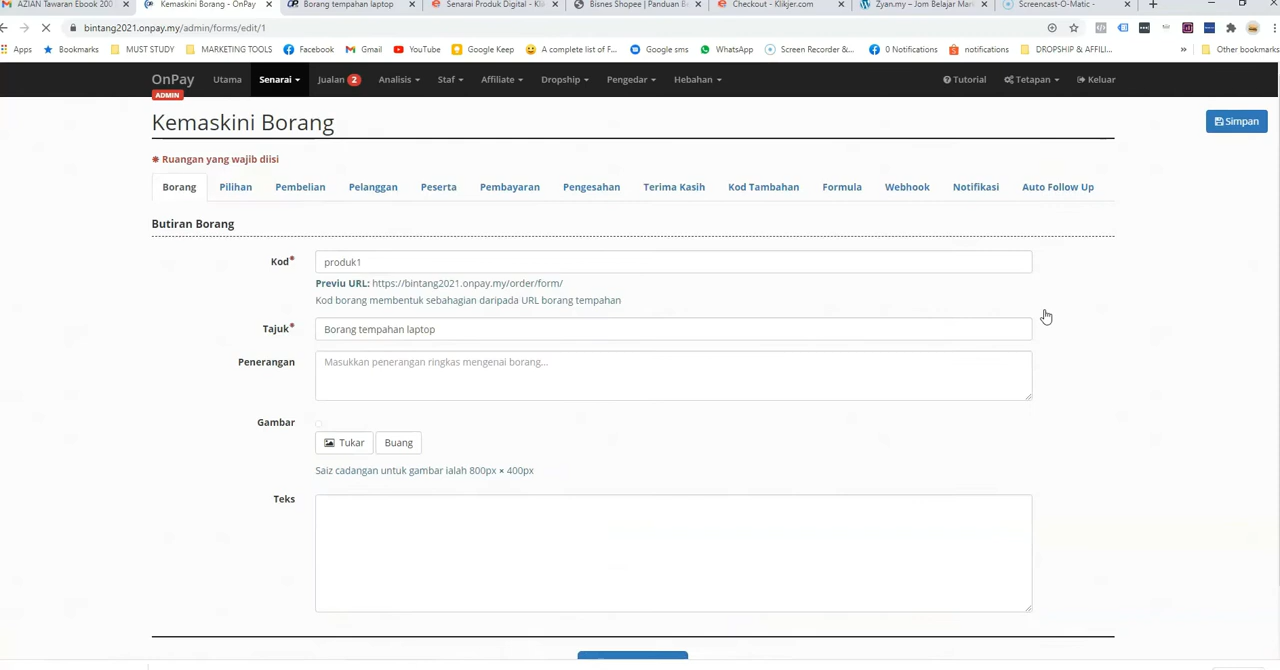 AZIAN Tawaran Ebook 200
Kemaskini Borang - OnPay
Borang tempahan laptop
Senarai Produk Digital - Kli
Bisnes Shopee | Panduan B
Checkout - Klikjer.com
Zyan.my – Jom Belajar Mar
Screencast-O-Matic -
bintang2021.onpay.my/admin/forms/edit/1
Apps Bookmarks MUST STUDY MARKETING TOOLS Facebook Gmail YouTube Google Keep A complete list of F... Google sms WhatsApp Screen Recorder &... 0 Notifications notifications DROPSHIP & AFFILI... » Other bookmarks
OnPay Utama Senarai Jualan 2 Analisis Staf Affiliate Dropship Pengedar Hebahan Tutorial Tetapan Keluar
ADMIN
Kemaskini Borang
Simpan
Ruangan yang wajib diisi
Borang Pilihan Pembelian Pelanggan Peserta Pembayaran Pengesahan Terima Kasih Kod Tambahan Formula Webhook Notifikasi Auto Follow Up
Butiran Borang
Kod* produk1
Previu URL: https://bintang2021.onpay.my/order/form/
Kod borang membentuk sebahagian daripada URL borang tempahan
Tajuk* Borang tempahan laptop
Penerangan Masukkan penerangan ringkas mengenai borang...
Gambar
Tukar Buang
Saiz cadangan untuk gambar ialah 800px × 400px
Teks